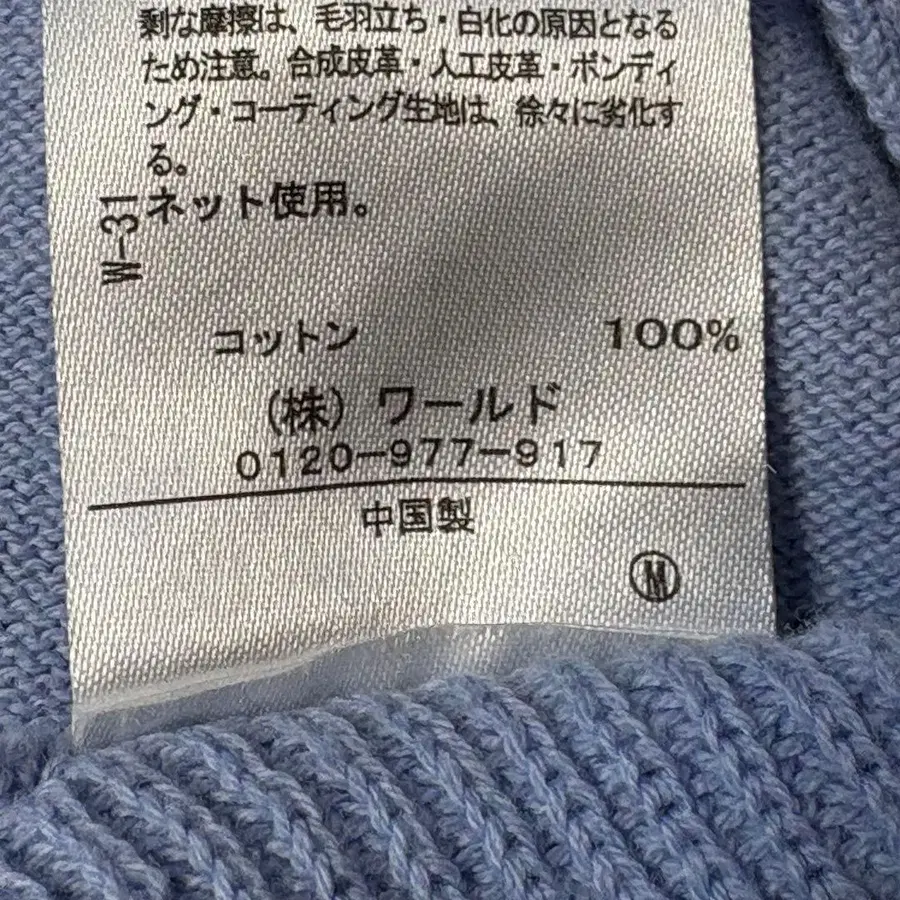 剰な摩擦は、毛羽立ち・白化の原因となる
ため注意。合成皮革・人工皮革・ボンディ
ング・コーティング生地は、徐々に劣化す
る。
ネット使用。
W-31
コットン 100%
(株) ワールド
0120-977-917
中国製
M